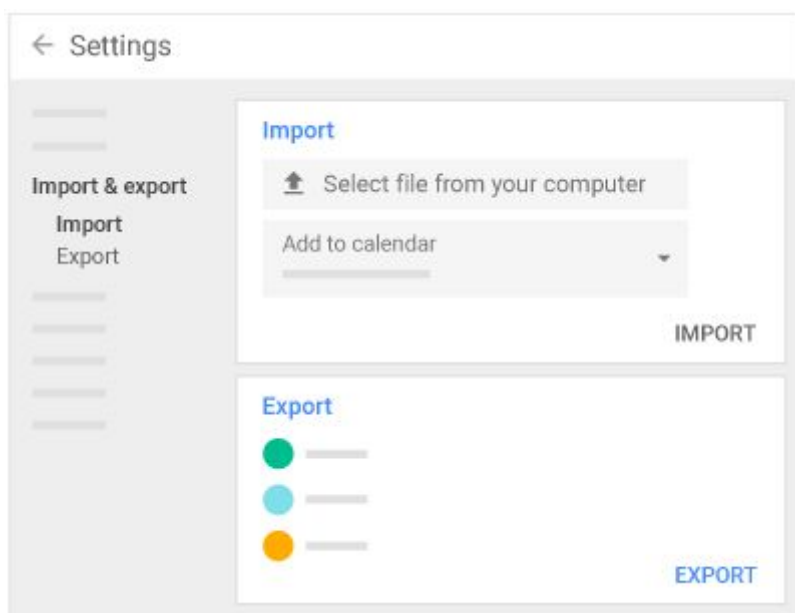 Settings
Import & export
Import
Export
Import
Select file from your computer
Add to calendar
IMPORT
Export
EXPORT